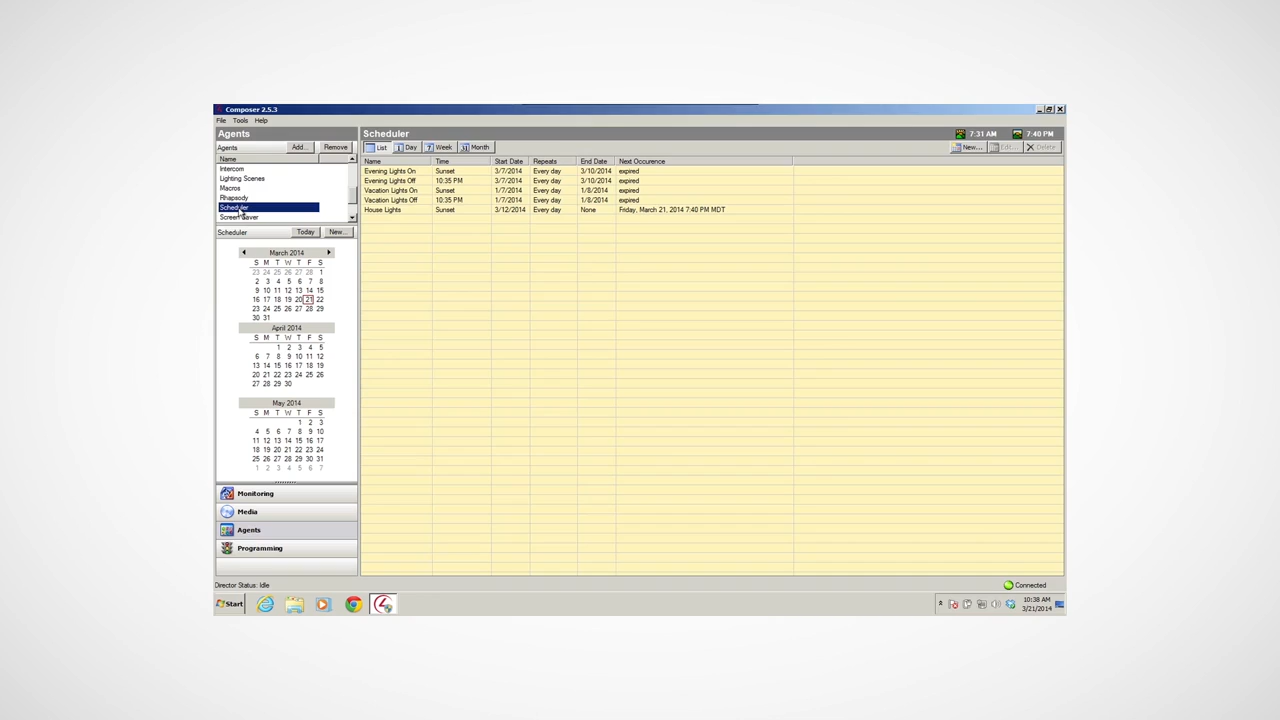 Composer 2.5.3
File Tools Help
Agents
Agents Add... Remove
Name
Intercom
Lighting Scenes
Macros
Rhapsody
Scheduler
Screen Saver
Scheduler Today New...
March 2014
S M T W T F S
23 24 25 26 27 28 1
2 3 4 5 6 7 8
9 10 11 12 13 14 15
16 17 18 19 20 21 22
23 24 25 26 27 28 29
30 31
April 2014
S M T W T F S
1 2 3 4 5
6 7 8 9 10 11 12
13 14 15 16 17 18 19
20 21 22 23 24 25 26
27 28 29 30
May 2014
S M T W T F S
1 2 3
4 5 6 7 8 9 10
11 12 13 14 15 16 17
18 19 20 21 22 23 24
25 26 27 28 29 30 31
1 2 3 4 5 6 7
Monitoring
Media
Agents
Programming
Scheduler 7:31 AM 7:40 PM
List 1 Day 7 Week 31 Month New... Edit... Delete
Name Time Start Date Repeats End Date Next Occurence
Evening Lights On Sunset 3/7/2014 Every day 3/10/2014 expired
Evening Lights Off 10:35 PM 3/7/2014 Every day 3/10/2014 expired
Vacation Lights On Sunset 1/7/2014 Every day 1/8/2014 expired
Vacation Lights Off 10:35 PM 1/7/2014 Every day 1/8/2014 expired
House Lights Sunset 3/12/2014 Every day None Friday, March 21, 2014 7:40 PM MDT
Director Status: Idle Connected
Start 10:38 AM
3/21/2014